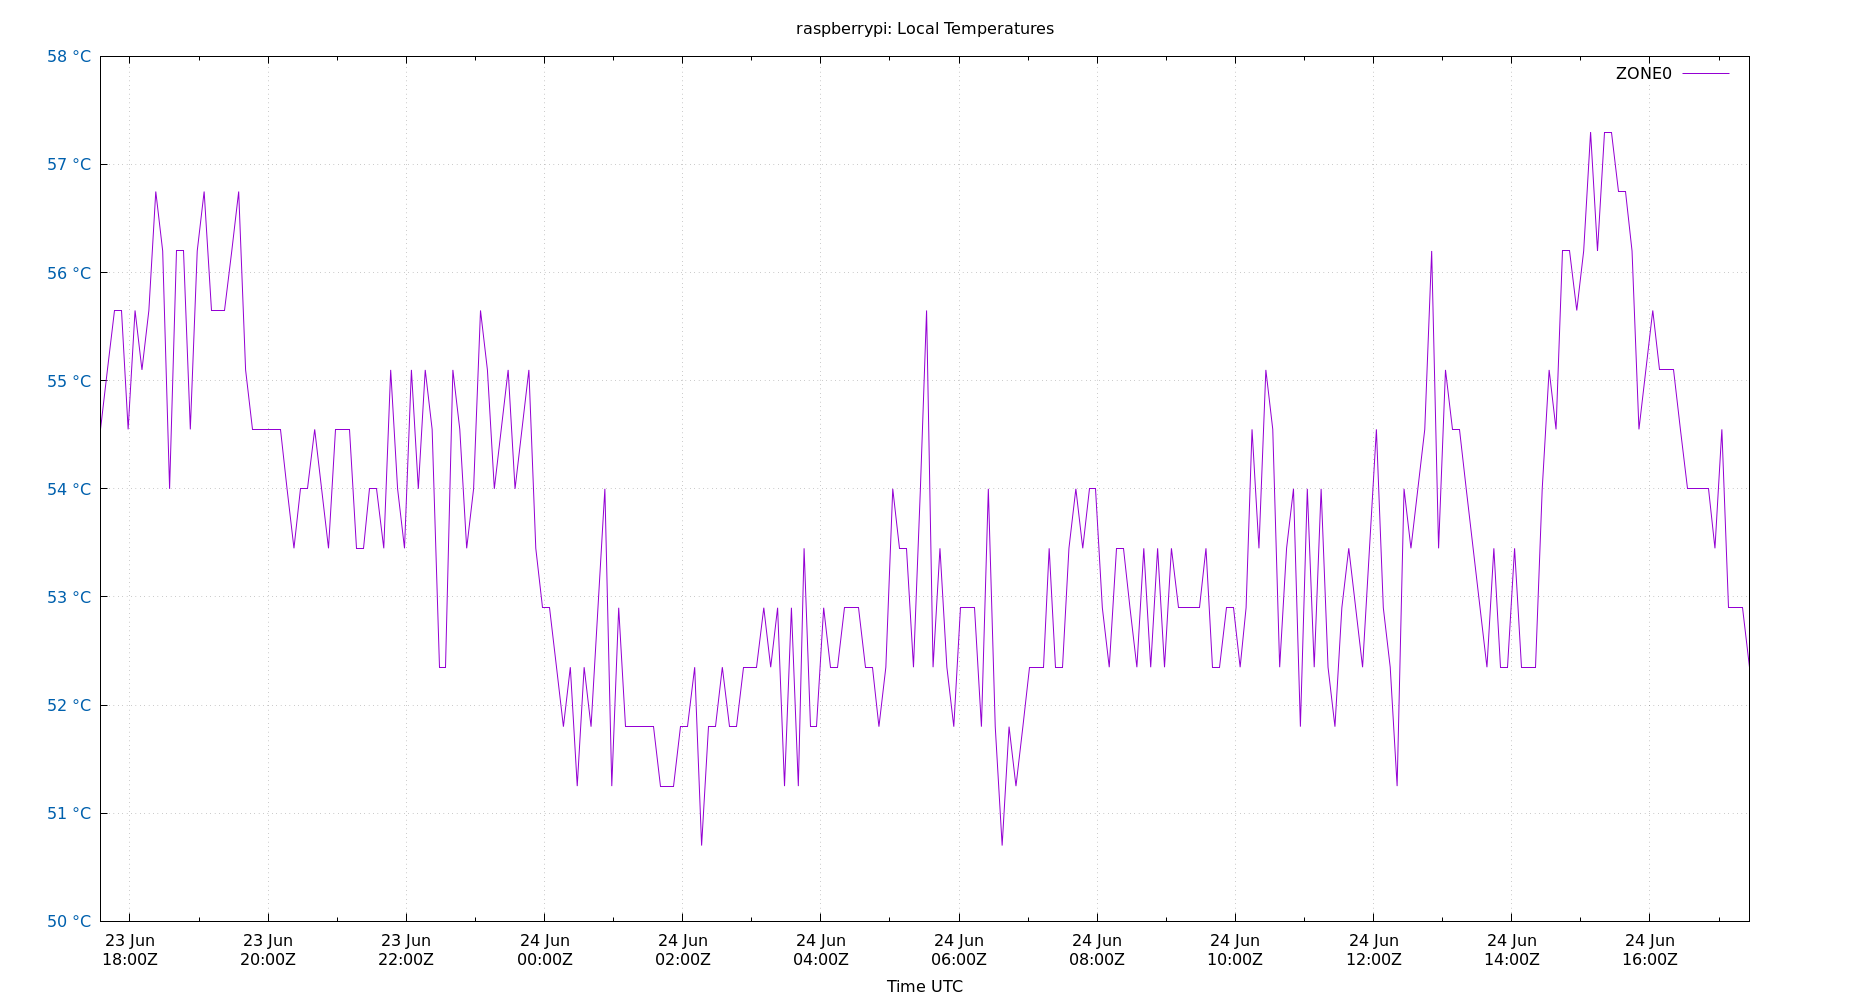 raspberrypi: Local Temperatures
58 °C
ZONE0
57 °C
56 °C
55 °C
54 °C
53 °C
52 °C
51 °C
50 °C
23 Jun 23 Jun 23 Jun 24 Jun 24 Jun 24 Jun 24 Jun 24 Jun 24 Jun 24 Jun 24 Jun 24 Jun
18:00Z 20:00Z 22:00Z 00:00Z 02:00Z 04:00Z 06:00Z 08:00Z 10:00Z 12:00Z 14:00Z 16:00Z
Time UTC